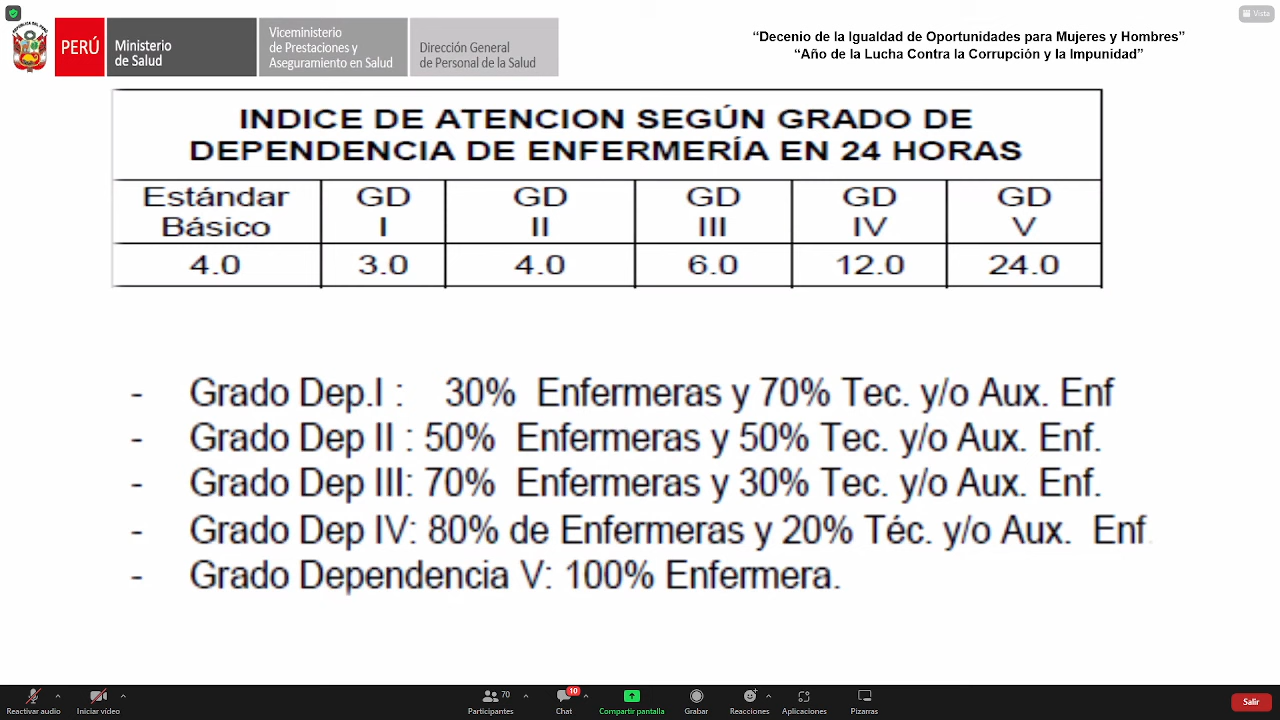 Vista
PERÚ
Ministerio
de Salud
Viceministerio
de Prestaciones y
Aseguramiento en Salud
Dirección General
de Personal de la Salud
“Decenio de la Igualdad de Oportunidades para Mujeres y Hombres”
“Año de la Lucha Contra la Corrupción y la Impunidad”
INDICE DE ATENCION SEGÚN GRADO DE
DEPENDENCIA DE ENFERMERÍA EN 24 HORAS
Estándar Básico GD I GD II GD III GD IV GD V
4.0 3.0 4.0 6.0 12.0 24.0
- Grado Dep.I : 30% Enfermeras y 70% Tec. y/o Aux. Enf
- Grado Dep II : 50% Enfermeras y 50% Tec. y/o Aux. Enf.
- Grado Dep III: 70% Enfermeras y 30% Tec. y/o Aux. Enf.
- Grado Dep IV: 80% de Enfermeras y 20% Téc. y/o Aux. Enf.
- Grado Dependencia V: 100% Enfermera.
Reactivar audio Iniciar vídeo Participantes 70 Chat 10 Compartir pantalla Grabar Reacciones Aplicaciones Pizarras Salir